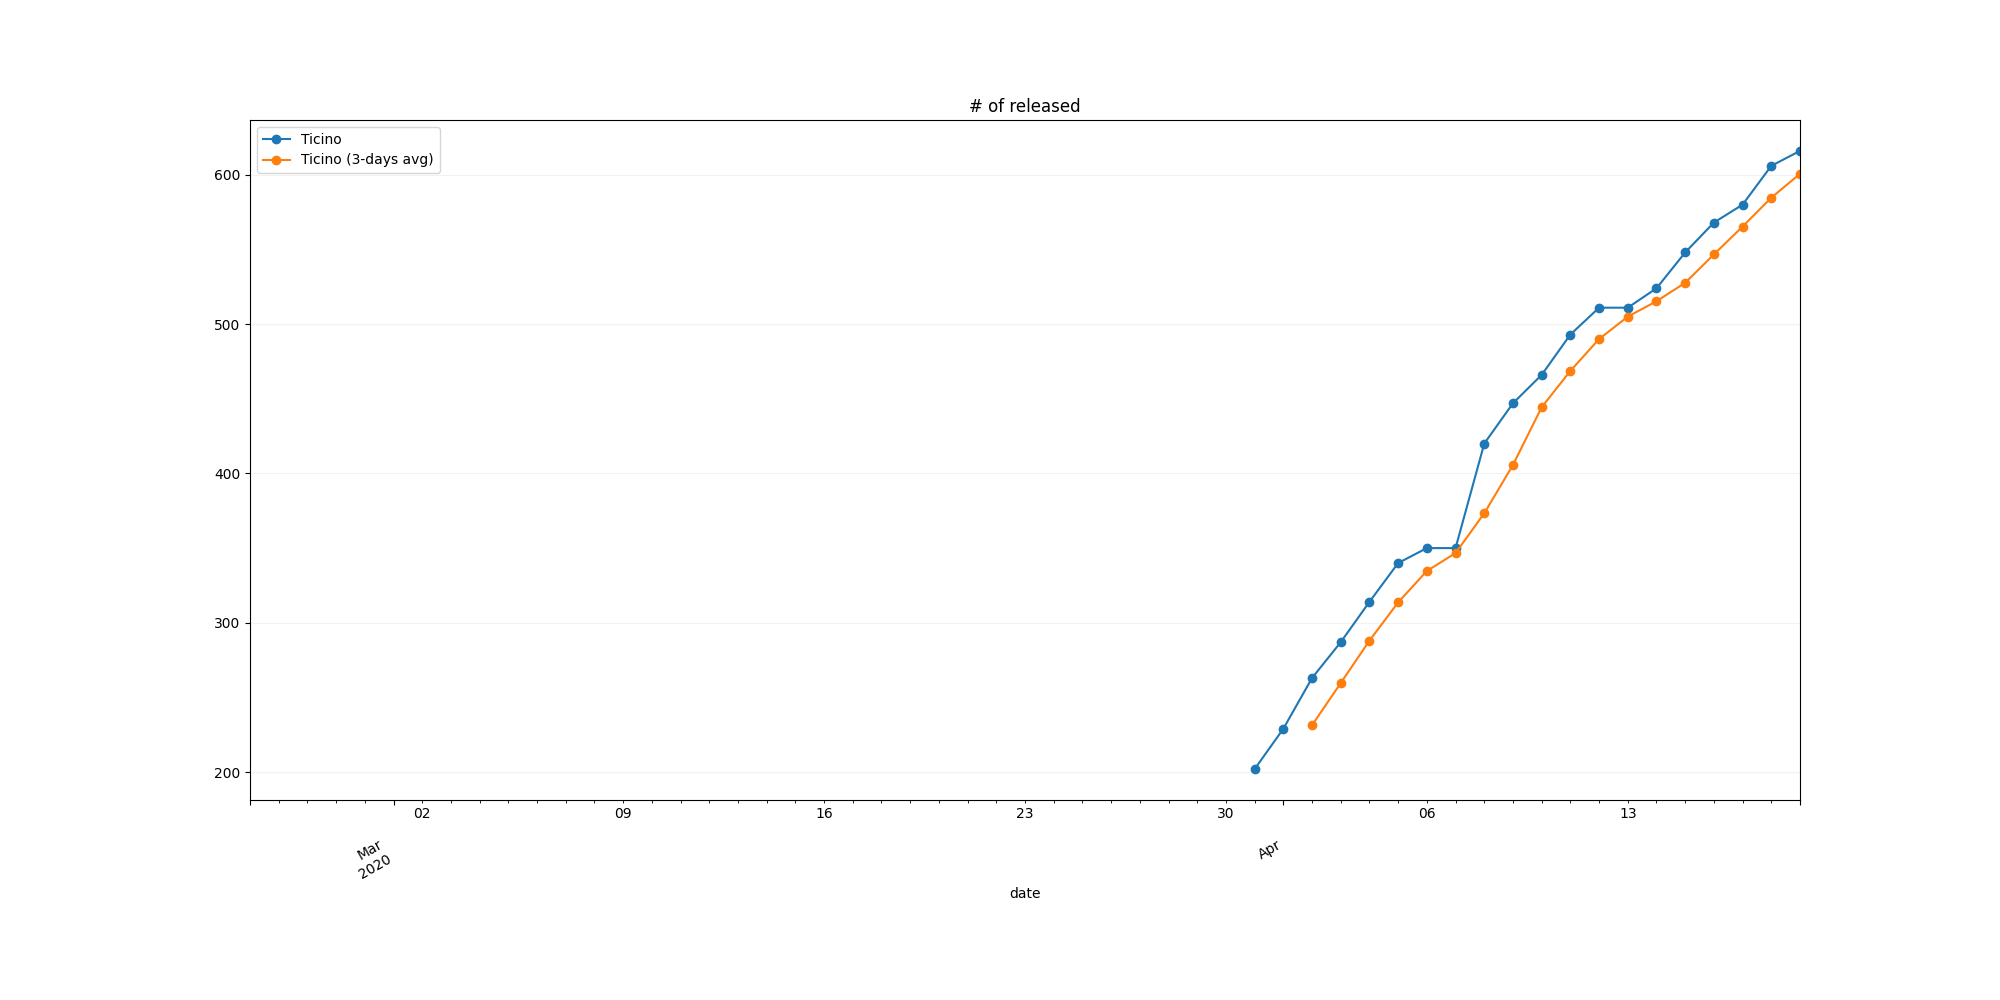 # of released
Ticino
Ticino (3-days avg)
600
500
400
300
200
02
09
16
23
30
06
13
Mar
2020
Apr
date